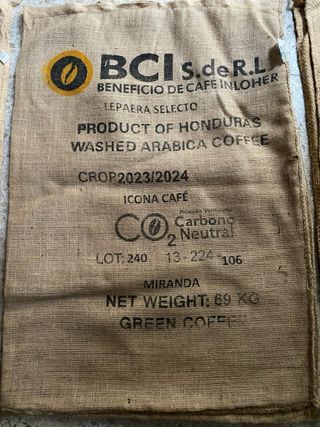 BCI S.de R.L
BENEFICIO DE CAFE INLOHER
LEPAERA SELECTO
PRODUCT OF HONDURAS
WASHED ARABICA COFFEE
CROP2023/2024
ICONA CAFÉ
Carbono
CO2 Neutral
LOT: 240 13-224-106
MIRANDA
NET WEIGHT: 69 KG
GREEN COFFE